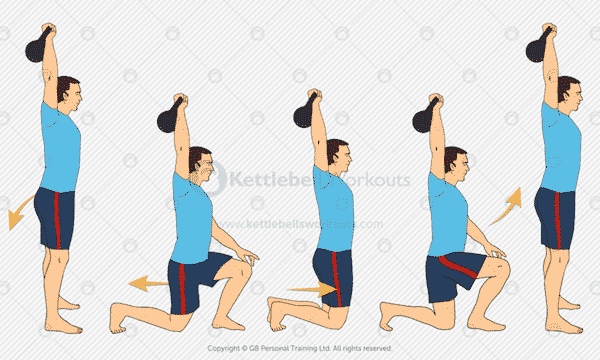 KettlebellsWorkouts
www.kettlebellsworkouts.com
Copyright © GB Personal Training Ltd. All rights reserved.